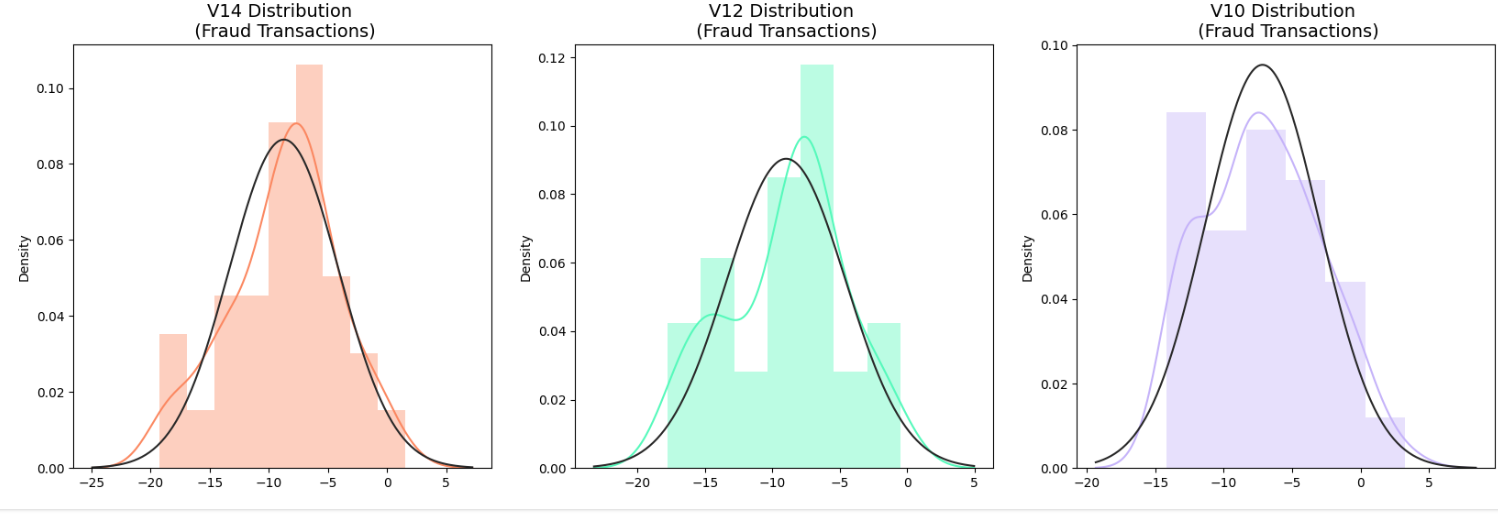 V14 Distribution
(Fraud Transactions)
Density
0.10
0.08
0.06
0.04
0.02
0.00
−25 −20 −15 −10 −5 0 5
V12 Distribution
(Fraud Transactions)
Density
0.12
0.10
0.08
0.06
0.04
0.02
0.00
−20 −15 −10 −5 0 5
V10 Distribution
(Fraud Transactions)
Density
0.10
0.08
0.06
0.04
0.02
0.00
−20 −15 −10 −5 0 5